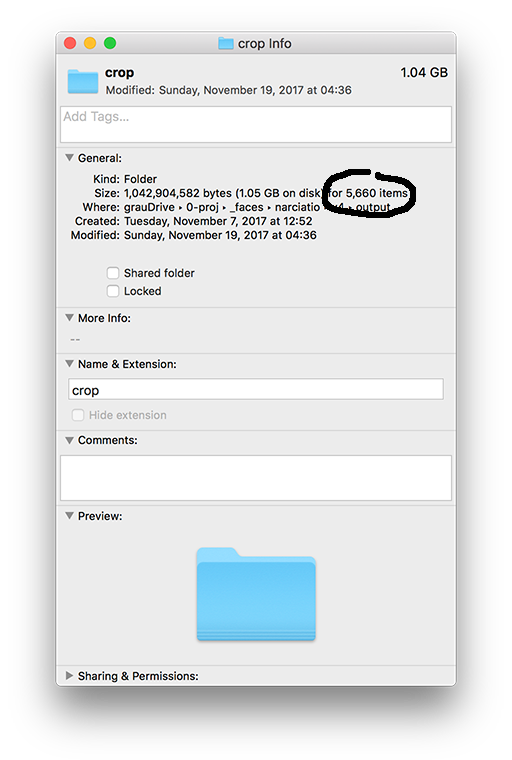 crop Info
crop 1.04 GB
Modified: Sunday, November 19, 2017 at 04:36
Add Tags...
General:
Kind: Folder
Size: 1,042,904,582 bytes (1.05 GB on disk) for 5,660 items
Where: grauDrive ▸ 0-proj ▸ _faces ▸ narciatio ▸ output
Created: Tuesday, November 7, 2017 at 12:52
Modified: Sunday, November 19, 2017 at 04:36
Shared folder
Locked
More Info:
--
Name & Extension:
crop
Hide extension
Comments:
Preview:
Sharing & Permissions: